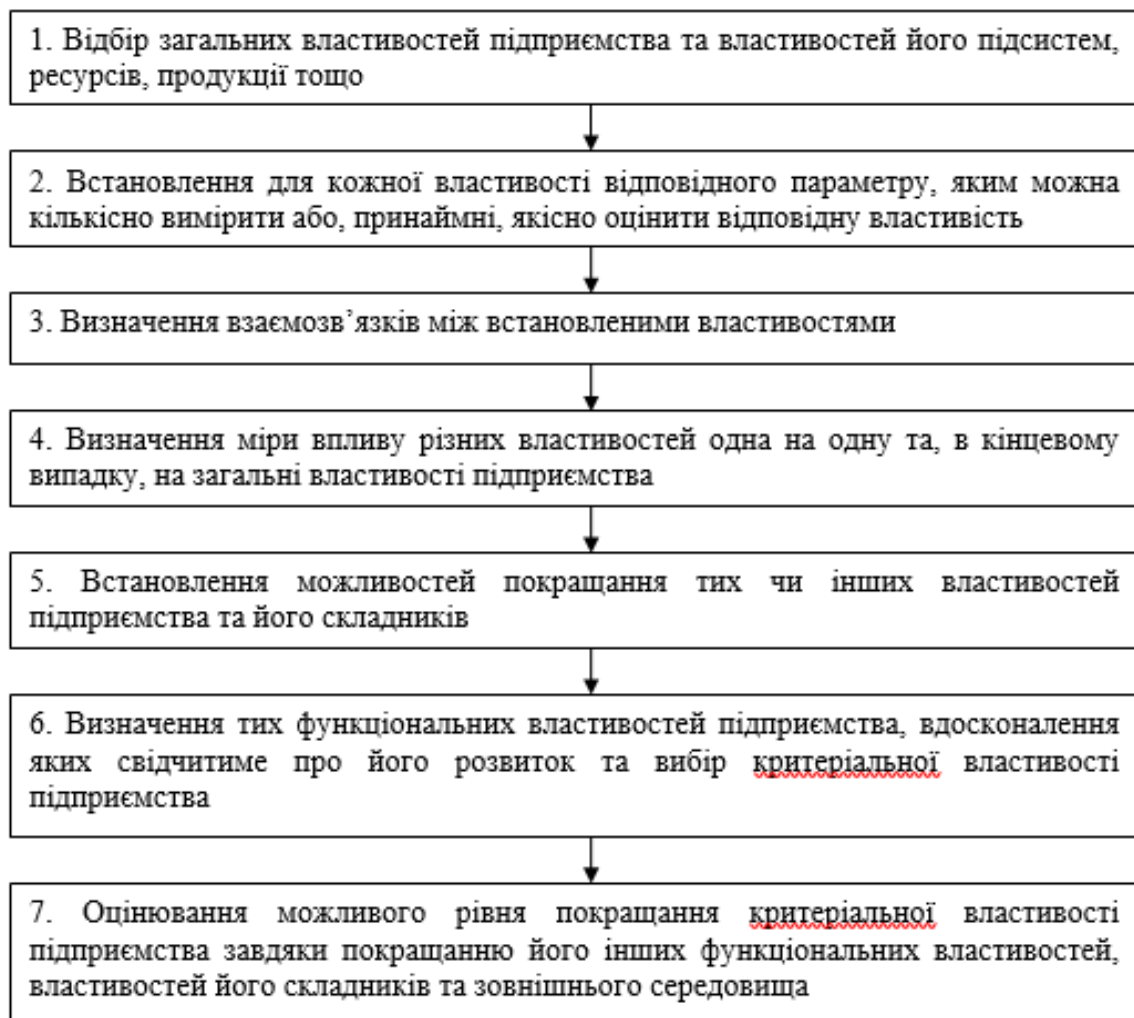 1. Відбір загальних властивостей підприємства та властивостей його підсистем,
ресурсів, продукції тощо
2. Встановлення для кожної властивості відповідного параметру, яким можна
кількісно виміряти або, принаймні, якісно оцінити відповідну властивість
3. Визначення взаємозв’язків між встановленими властивостями
4. Визначення міри впливу різних властивостей одна на одну та, в кінцевому
випадку, на загальні властивості підприємства
5. Встановлення можливостей покращання тих чи інших властивостей
підприємства та його складників
6. Визначення тих функціональних властивостей підприємства, вдосконалення
яких свідчитиме про його розвиток та вибір критеріальної властивості
підприємства
7. Оцінювання можливого рівня покращання критеріальної властивості
підприємства завдяки покращанню його інших функціональних властивостей,
властивостей його складників та зовнішнього середовища